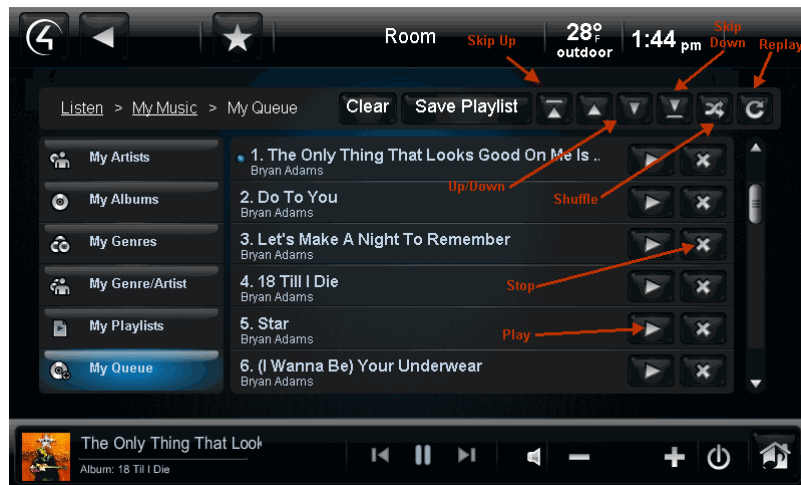 4
Room
28°F
outdoor
1:44 pm
Skip Up
Skip
Down
Replay
Listen > My Music > My Queue
Clear
Save Playlist
My Artists
My Albums
My Genres
My Genre/Artist
My Playlists
My Queue
1. The Only Thing That Looks Good On Me Is ..
Bryan Adams
Up/Down
Shuffle
2. Do To You
Bryan Adams
3. Let's Make A Night To Remember
Bryan Adams
Stop
4. 18 Till I Die
Bryan Adams
Play
5. Star
Bryan Adams
6. (I Wanna Be) Your Underwear
Bryan Adams
The Only Thing That Look
Album: 18 Til I Die